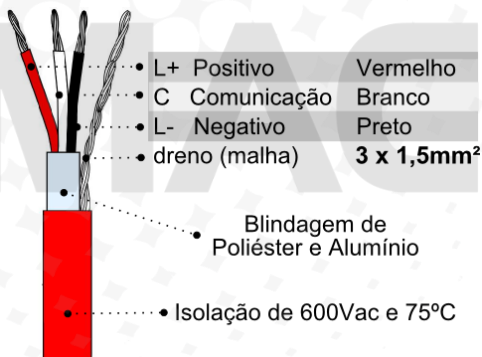 L+ Positivo Vermelho
C Comunicação Branco
L- Negativo Preto
dreno (malha) 3 x 1,5mm²
Blindagem de
Poliéster e Alumínio
Isolação de 600Vac e 75ºC